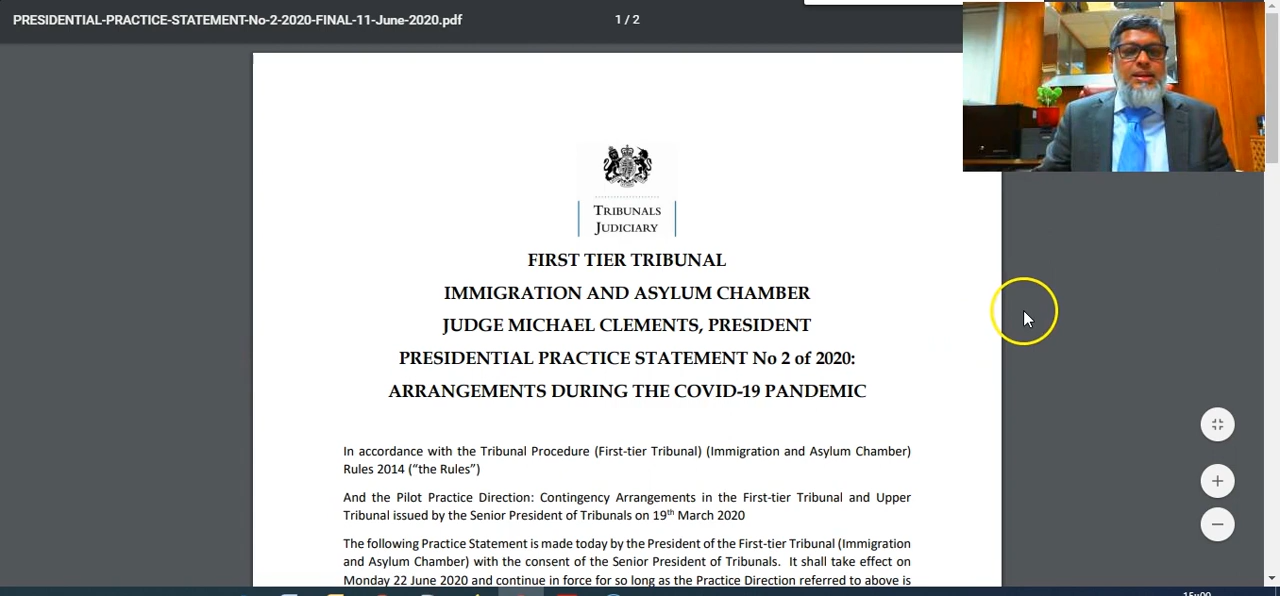 PRESIDENTIAL-PRACTICE-STATEMENT-No-2-2020-FINAL-11-June-2020.pdf
1 / 2
TRIBUNALS
JUDICIARY
FIRST TIER TRIBUNAL
IMMIGRATION AND ASYLUM CHAMBER
JUDGE MICHAEL CLEMENTS, PRESIDENT
PRESIDENTIAL PRACTICE STATEMENT No 2 of 2020:
ARRANGEMENTS DURING THE COVID-19 PANDEMIC
In accordance with the Tribunal Procedure (First-tier Tribunal) (Immigration and Asylum Chamber)
Rules 2014 (“the Rules”)
And the Pilot Practice Direction: Contingency Arrangements in the First-tier Tribunal and Upper
Tribunal issued by the Senior President of Tribunals on 19th March 2020
The following Practice Statement is made today by the President of the First-tier Tribunal (Immigration
and Asylum Chamber) with the consent of the Senior President of Tribunals. It shall take effect on
Monday 22 June 2020 and continue in force for so long as the Practice Direction referred to above is